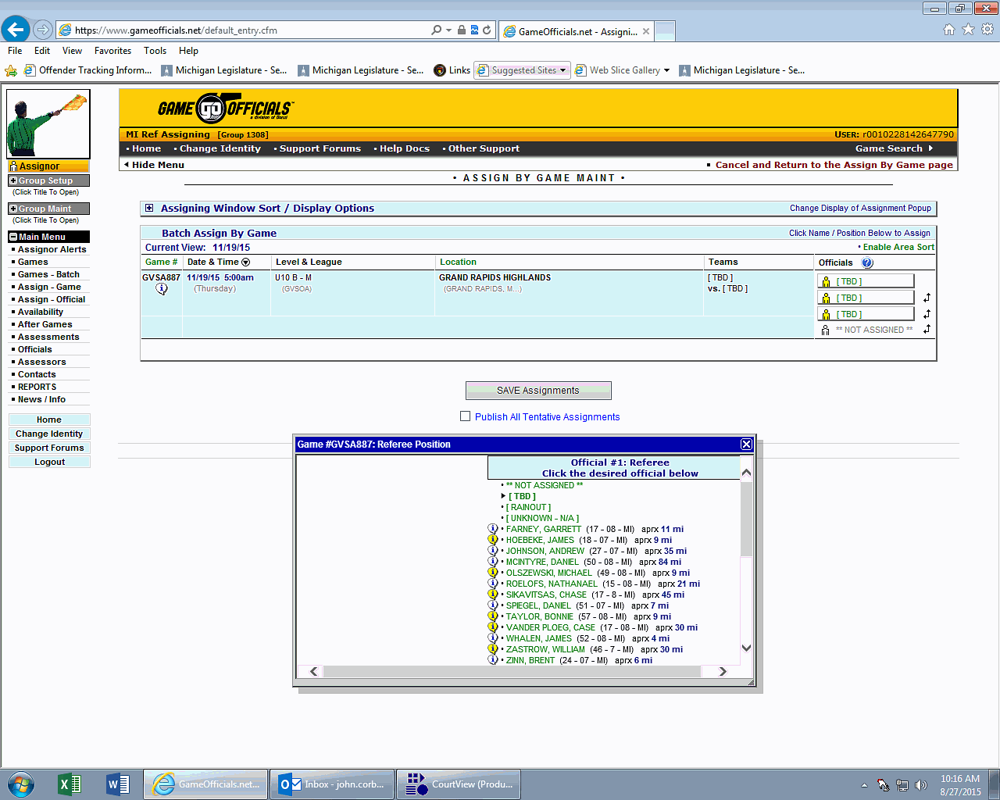 https://www.gameofficials.net/default_entry.cfm
GameOfficials.net - Assigni...
File Edit View Favorites Tools Help
Offender Tracking Inform... Michigan Legislature - Se... Michigan Legislature - Se... Links Suggested Sites Web Slice Gallery Michigan Legislature - Se...
GAME GO OFFICIALS
MI Ref Assigning [Group 1308] USER: r0010228142647790
Home Change Identity Support Forums Help Docs Other Support Game Search
Hide Menu Cancel and Return to the Assign By Game page
Assignor
Group Setup
(Click Title To Open)
Group Maint
(Click Title To Open)
Main Menu
Assignor Alerts
Games
Games - Batch
Assign - Game
Assign - Official
Availability
After Games
Assessments
Officials
Assessors
Contacts
REPORTS
News / Info
Home
Change Identity
Support Forums
Logout
• ASSIGN BY GAME MAINT •
Assigning Window Sort / Display Options Change Display of Assignment Popup
Batch Assign By Game Click Name / Position Below to Assign
Current View: 11/19/15 • Enable Area Sort
Game # Date & Time Level & League Location Teams Officials
GVSA887 11/19/15 5:00am U10 B - M GRAND RAPIDS HIGHLANDS [ TBD ] [ TBD ]
(Thursday) (GVSOA) (GRAND RAPIDS, M...) vs. [ TBD ] [ TBD ]
[ TBD ]
** NOT ASSIGNED **
SAVE Assignments
Publish All Tentative Assignments
Game #GVSA887: Referee Position
Official #1: Referee
Click the desired official below
• ** NOT ASSIGNED **
[ TBD ]
• [ RAINOUT ]
• [ UNKNOWN - N/A ]
• FARNEY, GARRETT (17 - 08 - MI) aprx 11 mi
• HOEBEKE, JAMES (18 - 07 - MI) aprx 9 mi
• JOHNSON, ANDREW (27 - 07 - MI) aprx 35 mi
• MCINTYRE, DANIEL (50 - 08 - MI) aprx 84 mi
• OLSZEWSKI, MICHAEL (49 - 08 - MI) aprx 9 mi
• ROELOFS, NATHANAEL (15 - 08 - MI) aprx 21 mi
• SIKAVITSAS, CHASE (17 - 8 - MI) aprx 45 mi
• SPIEGEL, DANIEL (51 - 07 - MI) aprx 7 mi
• TAYLOR, BONNIE (57 - 08 - MI) aprx 9 mi
• VANDER PLOEG, CASE (17 - 08 - MI) aprx 30 mi
• WHALEN, JAMES (52 - 08 - MI) aprx 4 mi
• ZASTROW, WILLIAM (46 - 7 - MI) aprx 30 mi
• ZINN, BRENT (24 - 07 - MI) aprx 6 mi
GameOfficials.net... Inbox - john.corb... CourtView (Produ... 10:16 AM
8/27/2015